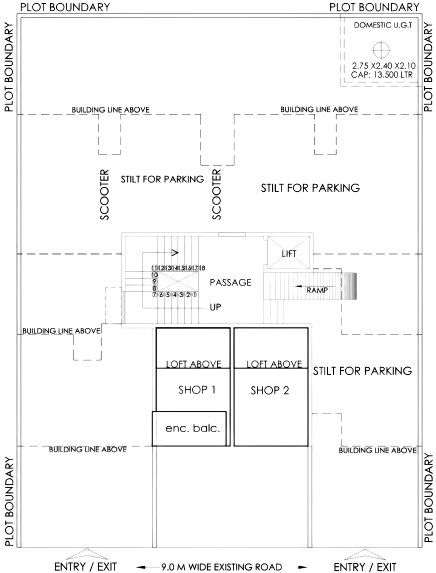 PLOT BOUNDARY
PLOT BOUNDARY
PLOT BOUNDARY
PLOT BOUNDARY
DOMESTIC U.G.T
2.75 X2.40 X2.10
CAP: 13.500 LTR
BUILDING LINE ABOVE
BUILDING LINE ABOVE
SCOOTER
STILT FOR PARKING
SCOOTER
STILT FOR PARKING
LIFT
11 12 13 14 15 16 17 18
10
9
8
7 6 5 4 3 2 1
PASSAGE
RAMP
UP
BUILDING LINE ABOVE
LOFT ABOVE
LOFT ABOVE
SHOP 1
SHOP 2
STILT FOR PARKING
enc. balc.
BUILDING LINE ABOVE
BUILDING LINE ABOVE
PLOT BOUNDARY
PLOT BOUNDARY
ENTRY / EXIT
9.0 M WIDE EXISTING ROAD
ENTRY / EXIT